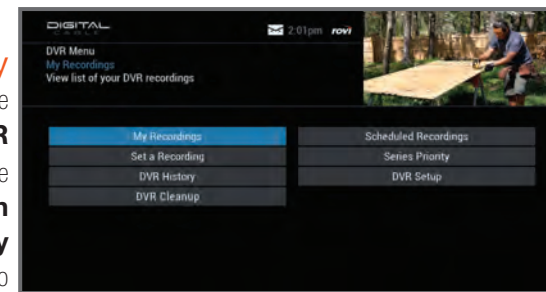 y
e
R
e
n
y
o
DIGITAL
CABLE
2:01pm rovi
DVR Menu
My Recordings
View list of your DVR recordings
My Recordings
Scheduled Recordings
Set a Recording
Series Priority
DVR History
DVR Setup
DVR Cleanup